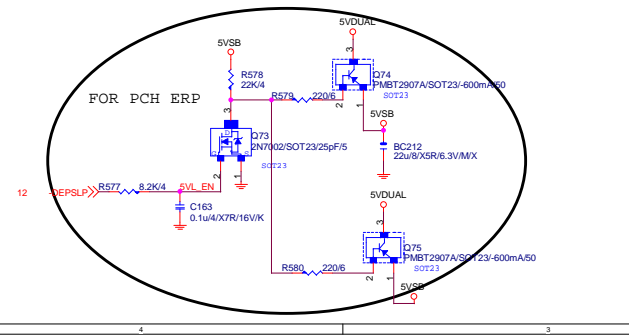 5VDUAL
5VSB
3
R578
22K/4
Q74
PMBT2907A/SOT23/-600mA/50
SOT23
FOR PCH ERP
R579
220/6
2
1
3
5VSB
Q73
2N7002/SOT23/25pF/5
SOT23
D
G
S
BC212
22u/8/X5R/6.3V/M/X
2
1
12
-DEPSLP
R577
8.2K/4
5VL_EN
5VDUAL
C163
0.1u/4/X7R/16V/K
3
Q75
PMBT2907A/SOT23/-600mA/50
SOT23
R580
220/6
2
1
5VSB
4
3